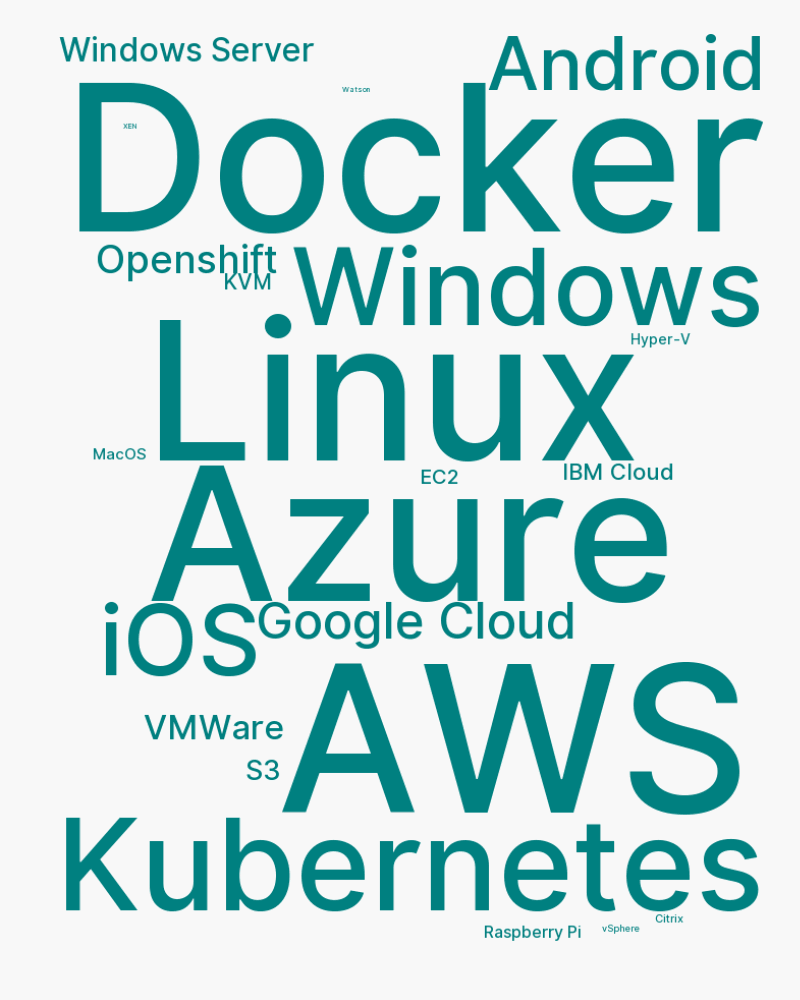 Windows Server
Android
Watson
Docker
XEN
Openshift
Windows
KVM
Linux
Hyper-V
MacOS
IBM Cloud
EC2
Azure
iOS
Google Cloud
AWS
VMWare
S3
Kubernetes
Citrix
Raspberry Pi
vSphere